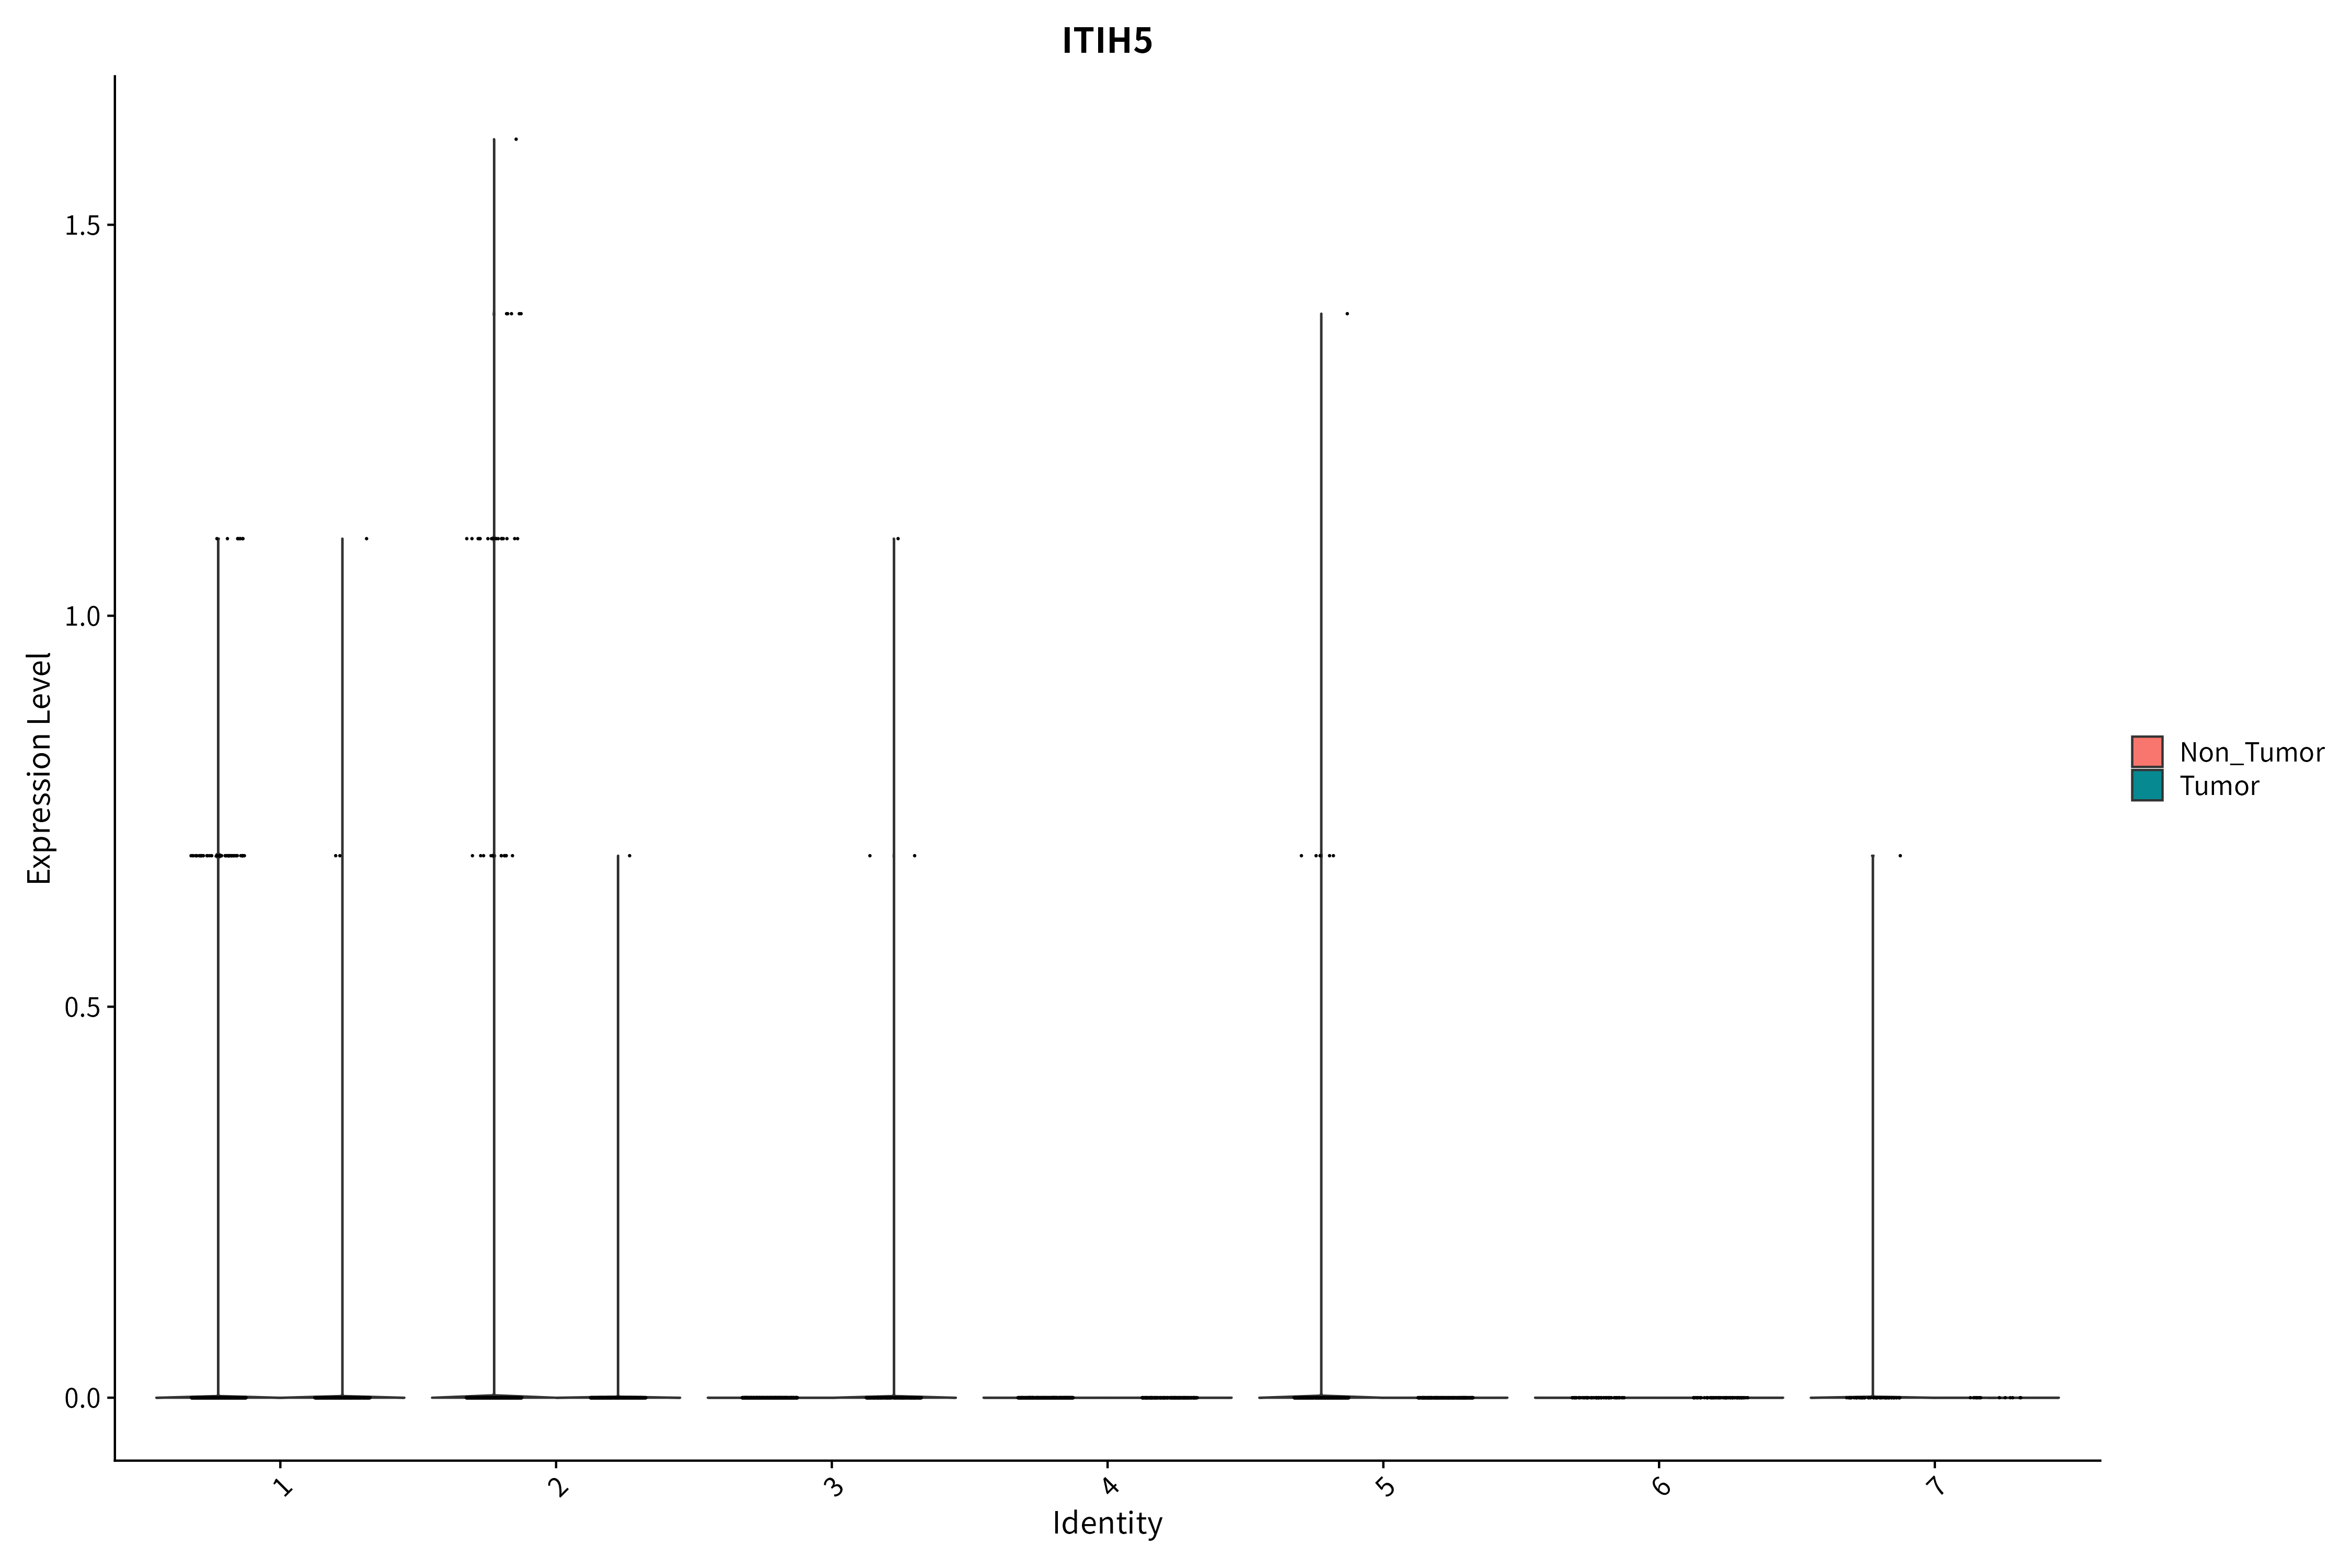 ITIH5
Expression Level
1.5
1.0
0.5
0.0
1 2 3 4 5 6 7
Identity
Non_Tumor
Tumor